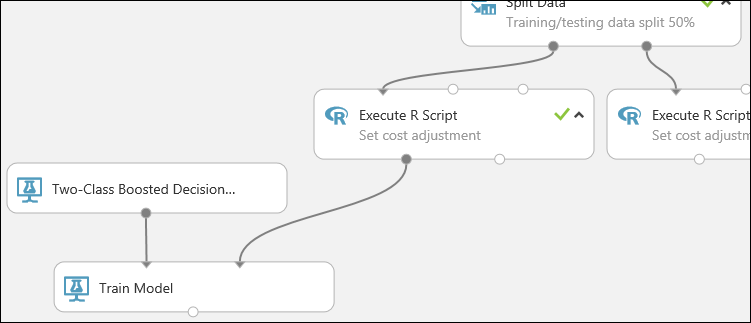 Split Data
Training/testing data split 50%
Execute R Script
Set cost adjustment
Execute R Script
Set cost adjustm
Two-Class Boosted Decision...
Train Model